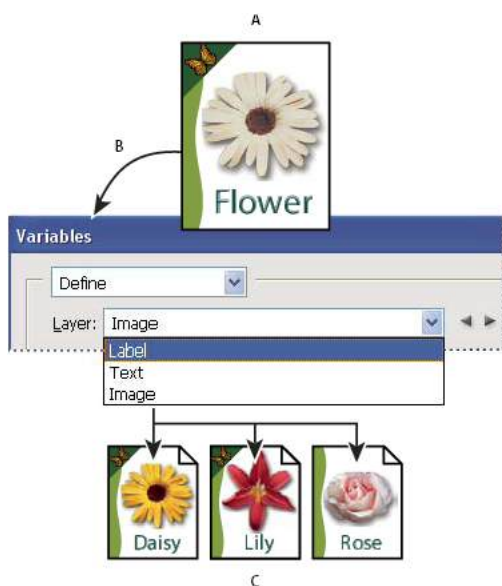 A
B
Flower
Variables
Define
Layer: Image
Label
Text
Image
Daisy
Lily
Rose
C